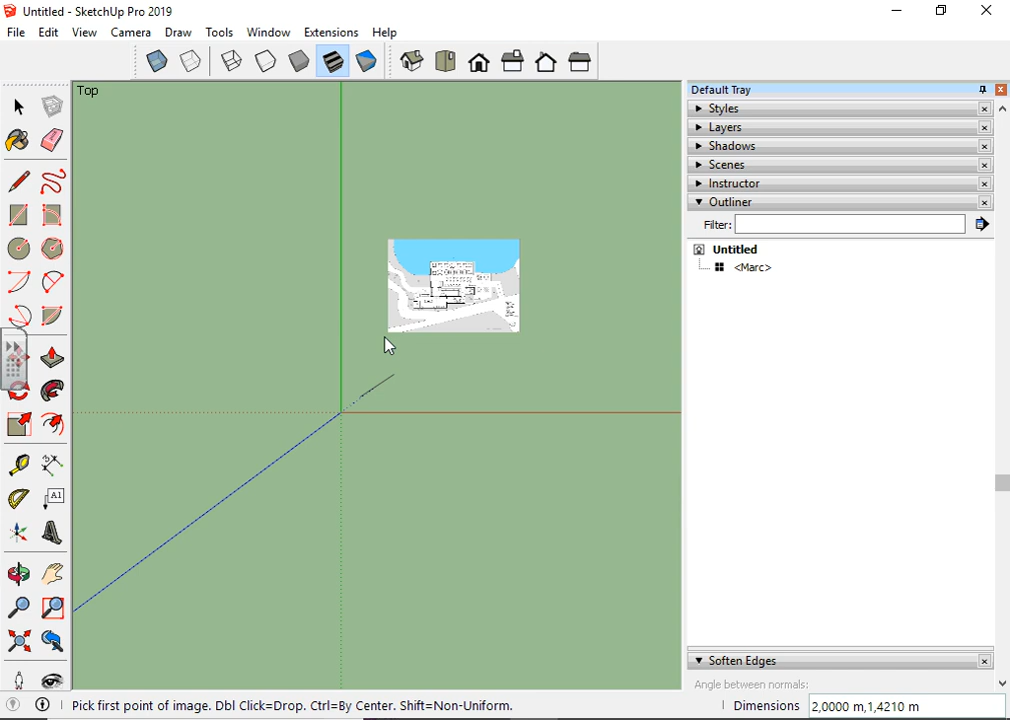 Untitled - SketchUp Pro 2019
File Edit View Camera Draw Tools Window Extensions Help
Top
Default Tray
Styles
Layers
Shadows
Scenes
Instructor
Outliner
Filter:
Untitled
<Marc>
A1
Soften Edges
Angle between normals:
Pick first point of image. Dbl Click=Drop. Ctrl=By Center. Shift=Non-Uniform.
Dimensions 2,0000 m,1,4210 m